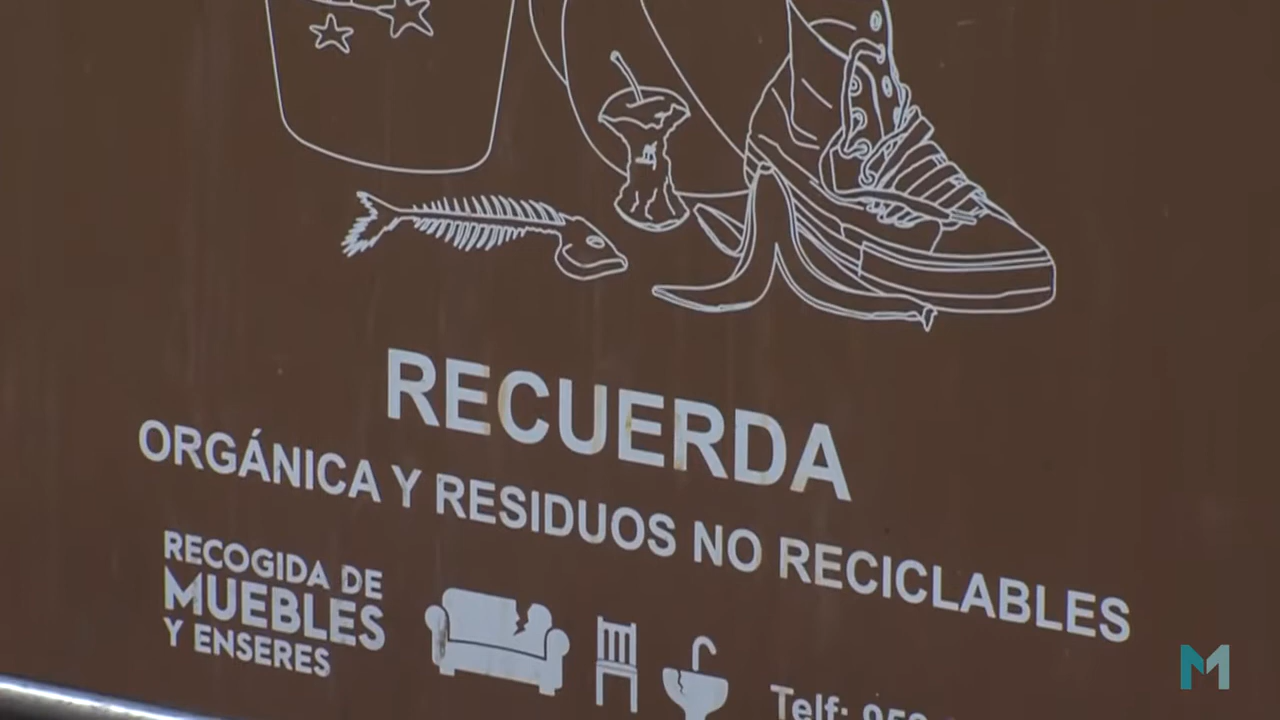 RECUERDA
ORGÁNICA Y RESIDUOS NO RECICLABLES
RECOGIDA DE
MUEBLES
Y ENSERES
Telf:
M